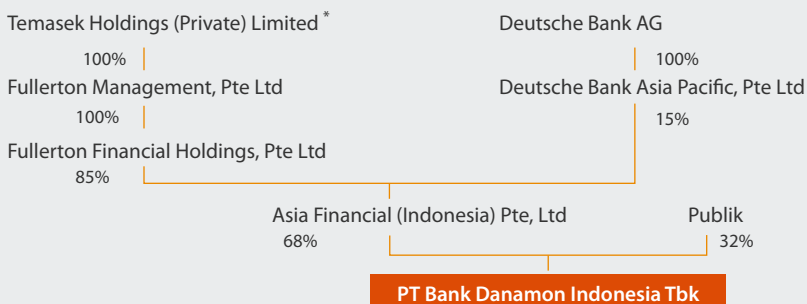 Temasek Holdings (Private) Limited * Deutsche Bank AG
100% 100%
Fullerton Management, Pte Ltd Deutsche Bank Asia Pacific, Pte Ltd
100% 15%
Fullerton Financial Holdings, Pte Ltd
85%
Asia Financial (Indonesia) Pte, Ltd Publik
68% 32%
PT Bank Danamon Indonesia Tbk